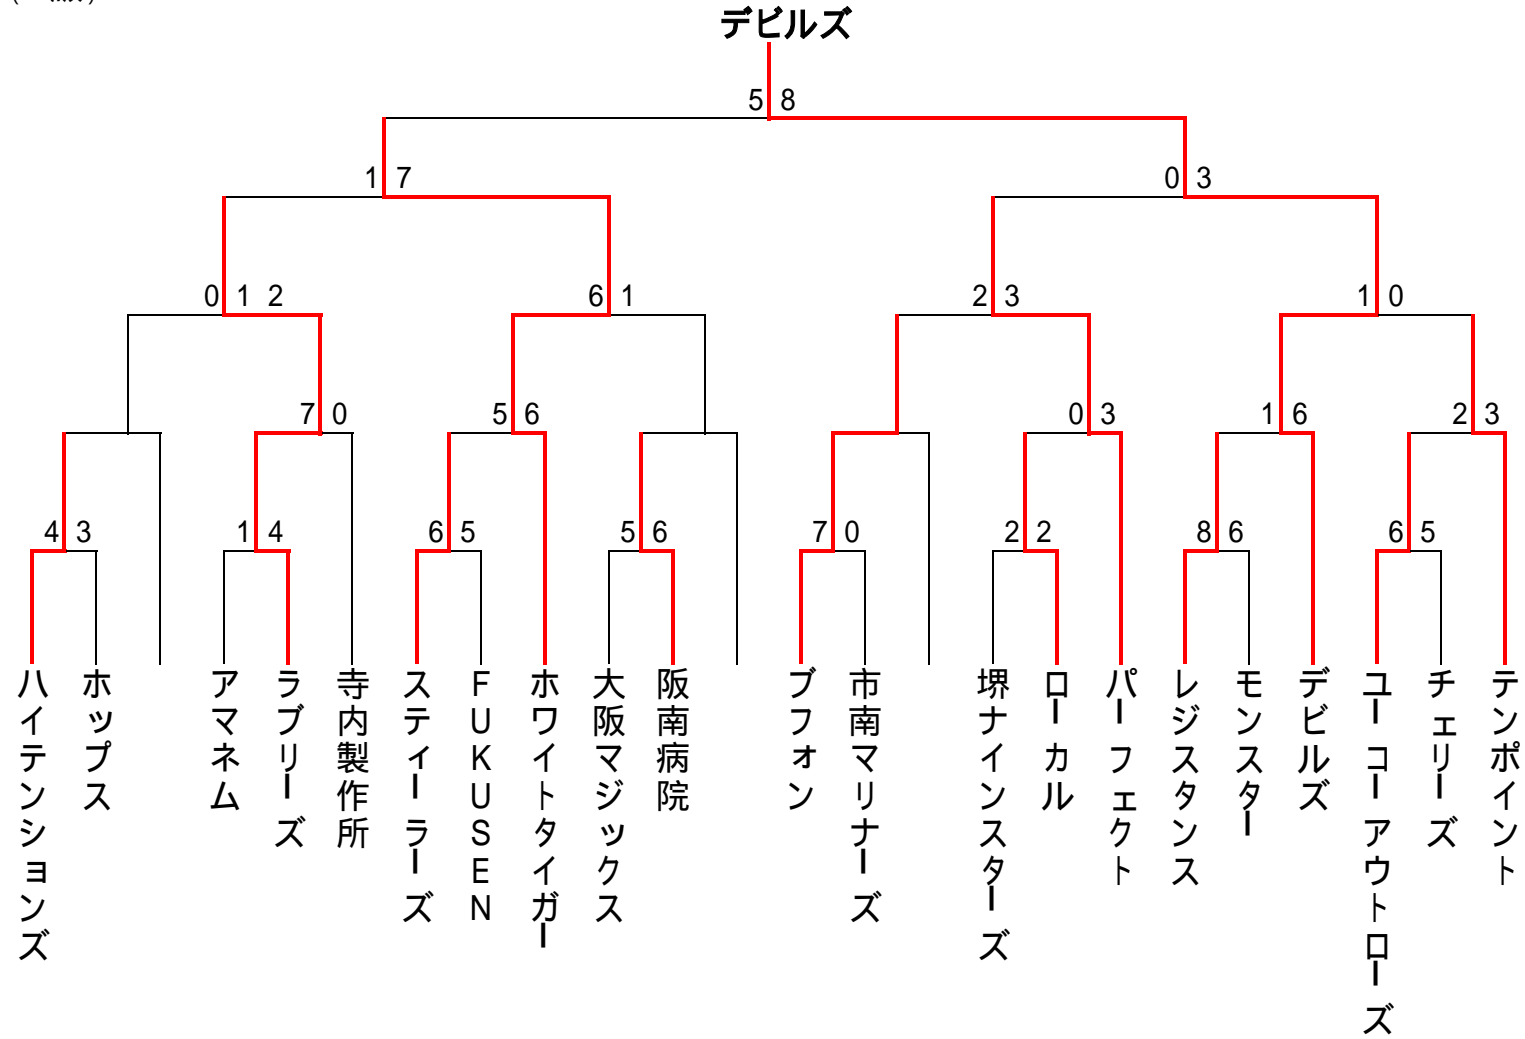 デビルズ
5 8
1 7
0 3
0 12
6 1
2 3
1 0
7 0
5 6
0 3
1 6
2 3
4 3
1 4
6 5
5 6
7 0
2 2
8 6
6 5
ハイテンションズ
ホップス
アマネム
ラブリーズ
寺内製作所
スティーラーズ
FUKUSEN
ホワイトタイガー
大阪マジックス
阪南病院
ブフォン
市南マリナーズ
堺ナインスターズ
ローカル
パーフェクト
レジスタンス
モンスター
デビルズ
ユーコーアウトローズ
チェリーズ
テンポイント